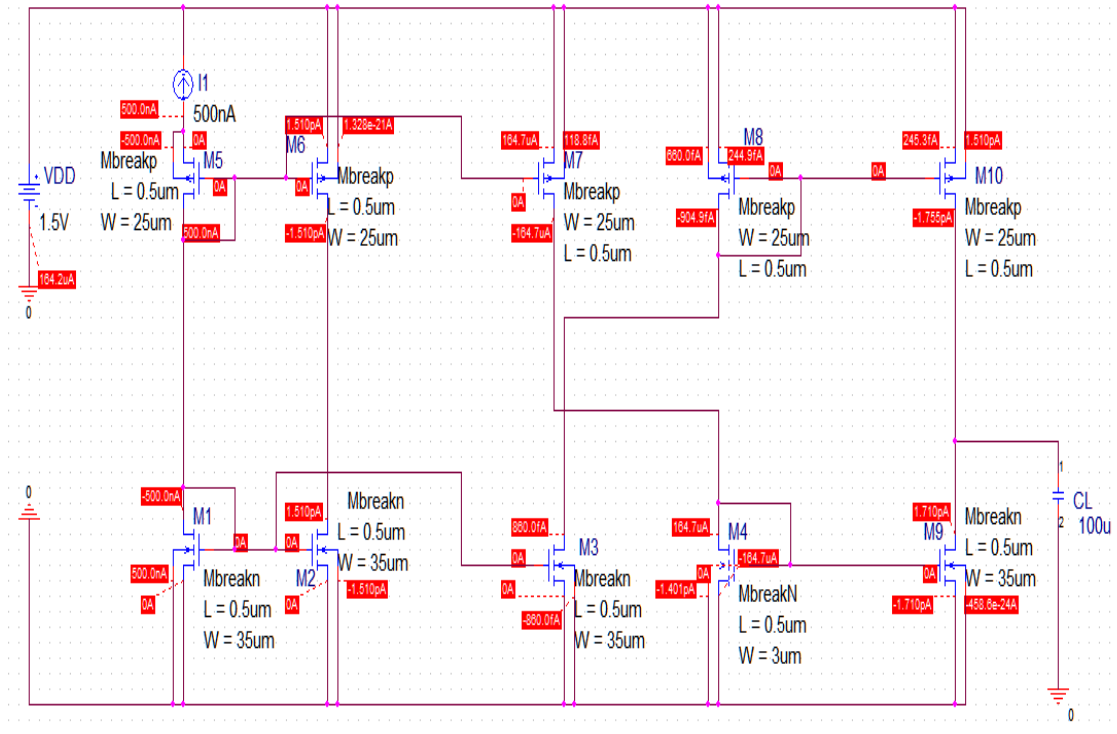 I1
500nA
500.0nA
-500.0nA
0A
Mbreakp
M5
L = 0.5um
W = 25um
0A
500.0nA
VDD
1.5V
164.2uA
0
1.510pA
1.328e-21A
M6
Mbreakp
0A
L = 0.5um
-1.510pA
W = 25um
164.7uA
118.8fA
M7
Mbreakp
0A
W = 25um
-164.7uA
L = 0.5um
M8
660.0fA
244.9fA
0A
Mbreakp
-904.9fA
W = 25um
L = 0.5um
245.3fA
1.510pA
0A
M10
Mbreakp
-1.755pA
W = 25um
L = 0.5um
0
-500.0nA
M1
0A
500.0nA
Mbreakn
0A
L = 0.5um
W = 35um
Mbreakn
1.510pA
L = 0.5um
0A
W = 35um
M2
-1.510pA
0A
860.0fA
M3
0A
Mbreakn
0A
L = 0.5um
-860.0fA
W = 35um
164.7uA
M4
-164.7uA
0A
-1.401pA
MbreakN
L = 0.5um
W = 3um
1.710pA
Mbreakn
M9
L = 0.5um
0A
W = 35um
-1.710pA
-458.6e-24A
1
CL
2
100u
0